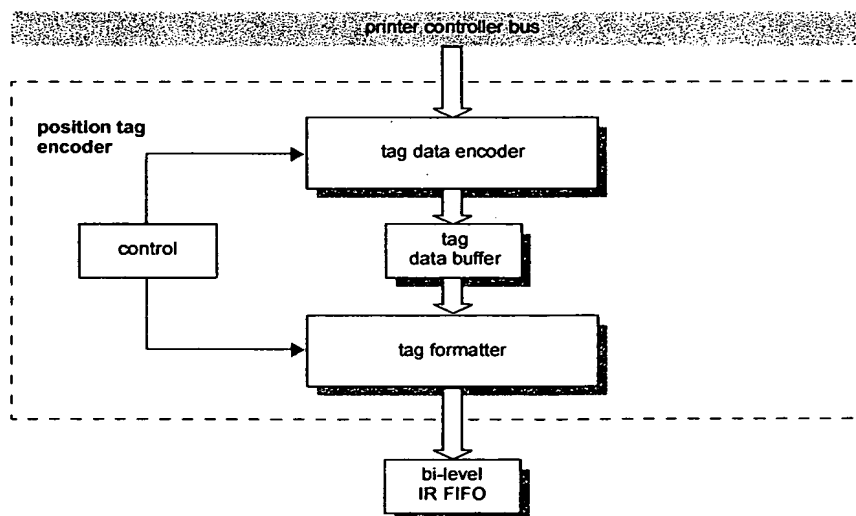 printer controller bus
position tag
encoder
tag data encoder
control
tag
data buffer
tag formatter
bi-level
IR FIFO